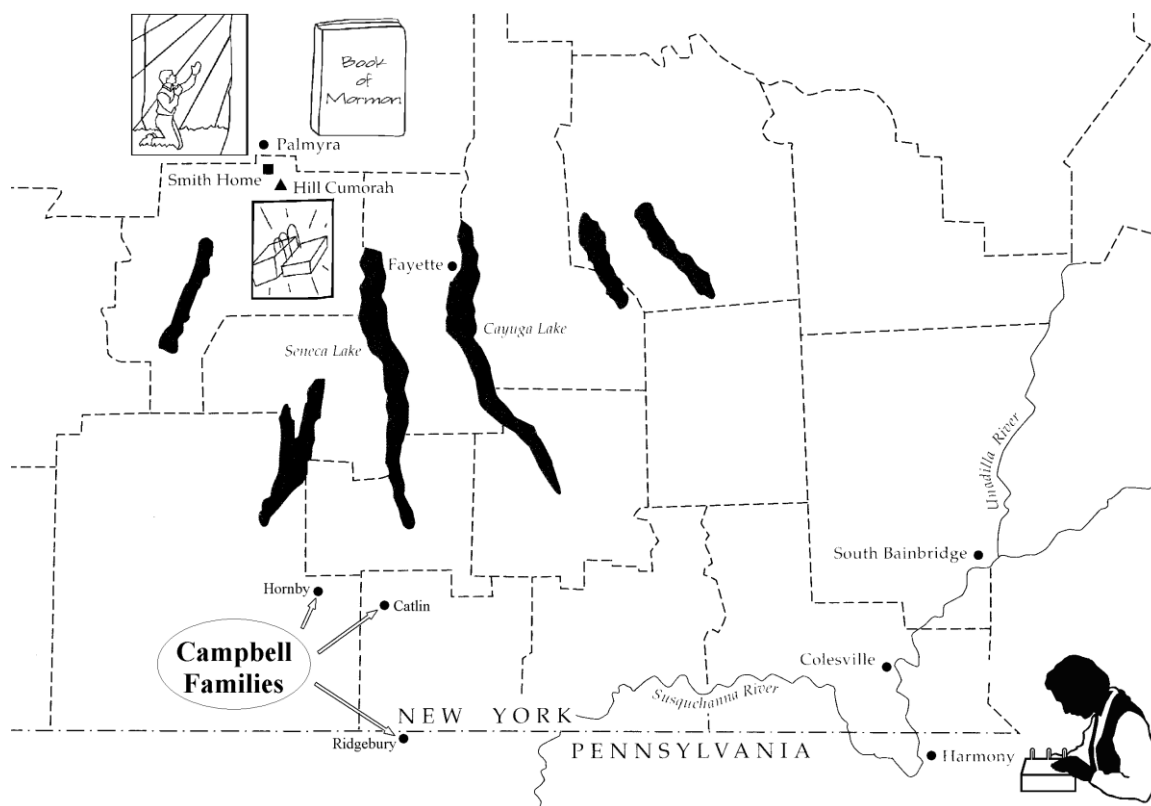 Book
of
Mormon
Palmyra
Smith Home
Hill Cumorah
Fayette
Cayuga Lake
Seneca Lake
Unadilla River
South Bainbridge
Hornby
Catlin
Campbell
Families
Colesville
Susquchanna River
NEW YORK
Ridgebury
PENNSYLVANIA
Harmony